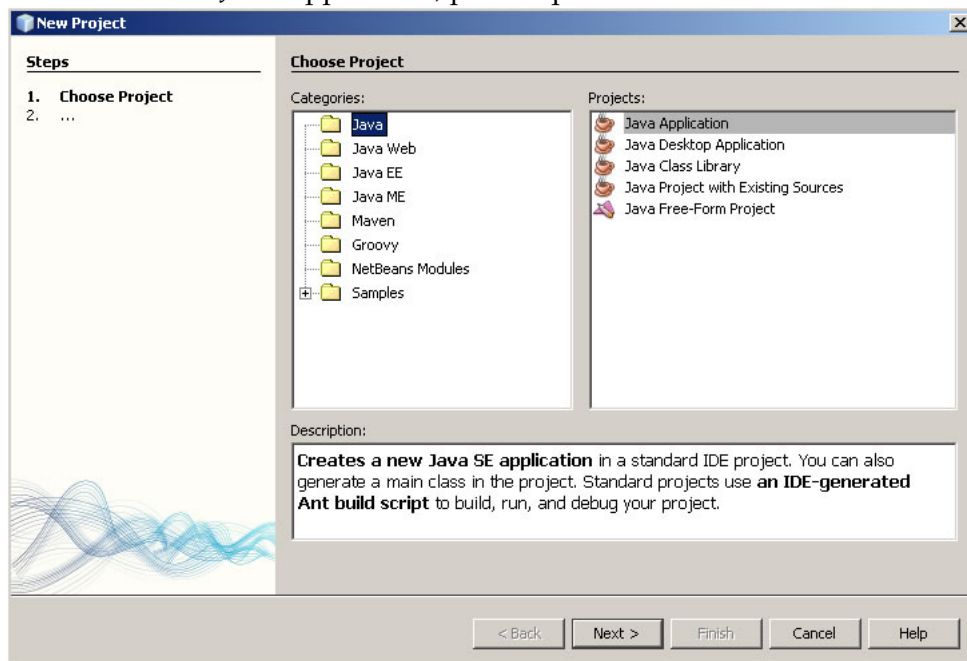 New Project
Steps
1. Choose Project
2. ...
Choose Project
Categories:
Java
Java Web
Java EE
Java ME
Maven
Groovy
NetBeans Modules
Samples
Projects:
Java Application
Java Desktop Application
Java Class Library
Java Project with Existing Sources
Java Free-Form Project
Description:
Creates a new Java SE application in a standard IDE project. You can also
generate a main class in the project. Standard projects use an IDE-generated
Ant build script to build, run, and debug your project.
< Back Next > Finish Cancel Help